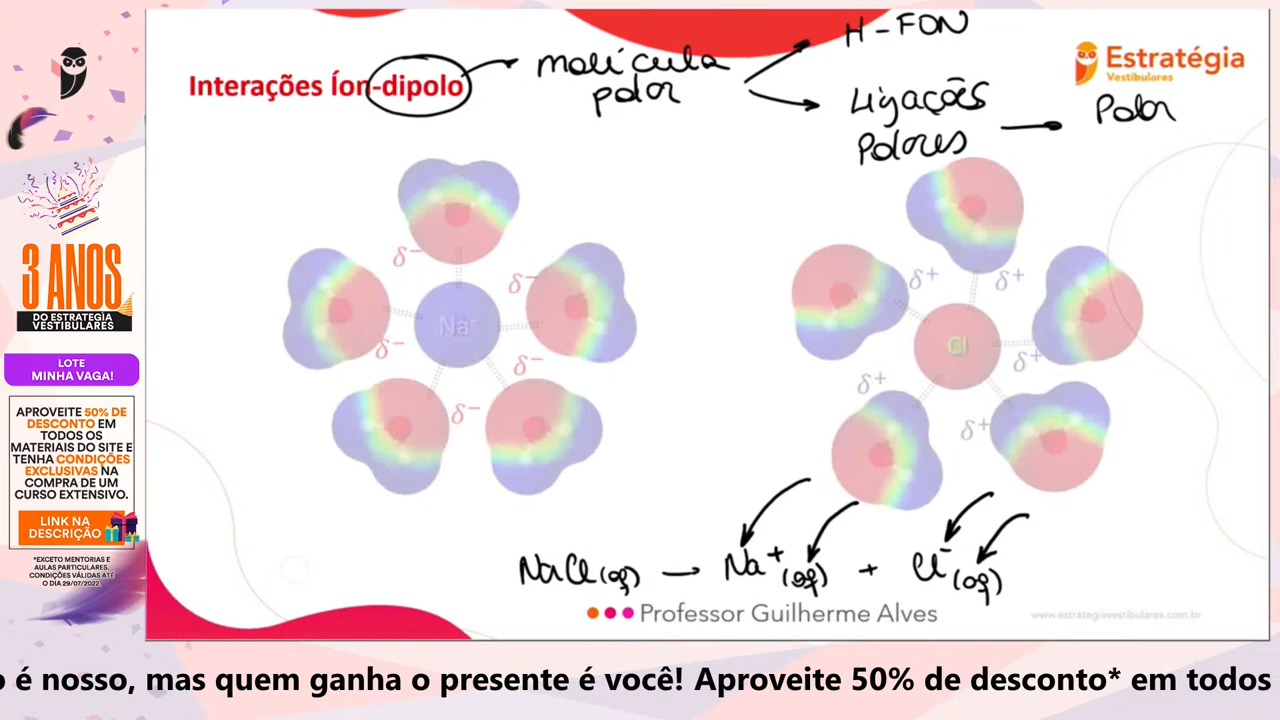 H-FON
Interações Íon-dipolo
molécula
polar
Ligações
Polares
Polar
Estratégia
Vestibulares
δ⁻
δ⁻
Na⁺
δ⁻
δ⁻
δ⁻
δ⁺
δ⁺
Cl
δ⁺
δ⁺
δ⁺
NaCl(aq) → Na⁺(aq) + Cl⁻(aq)
Professor Guilherme Alves
www.estrategiavestibulares.com.br
3 ANOS
DO ESTRATEGIA
VESTIBULARES
LOTE
MINHA VAGA!
APROVEITE 50% DE
DESCONTO EM
TODOS OS
MATERIAIS DO SITE E
TENHA CONDIÇÕES
EXCLUSIVAS NA
COMPRA DE UM
CURSO EXTENSIVO.
LINK NA
DESCRIÇÃO
*EXCETO MENTORIAS E
AULAS PARTICULARES.
CONDIÇÕES VÁLIDAS ATÉ
O DIA 29/07/2022
o é nosso, mas quem ganha o presente é você! Aproveite 50% de desconto* em todos